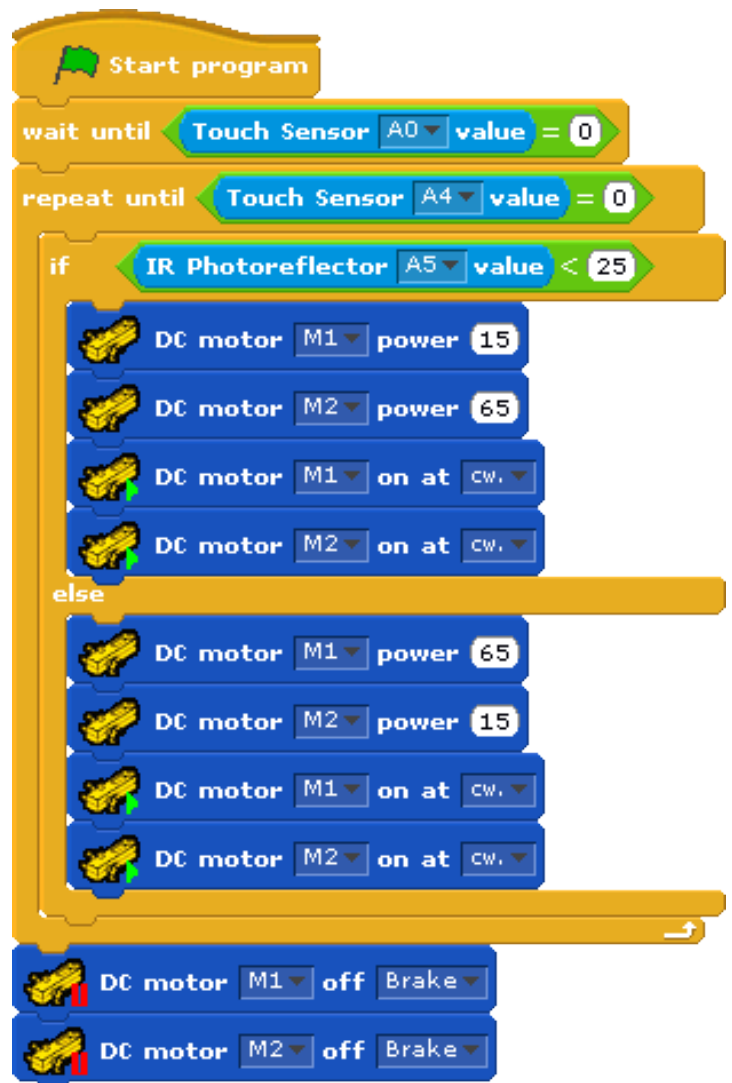 Start program
wait until Touch Sensor A0 value = 0
repeat until Touch Sensor A4 value = 0
if IR Photoreflector A5 value < 25
DC motor M1 power 15
DC motor M2 power 65
DC motor M1 on at cw.
DC motor M2 on at cw.
else
DC motor M1 power 65
DC motor M2 power 15
DC motor M1 on at cw.
DC motor M2 on at cw.
DC motor M1 off Brake
DC motor M2 off Brake